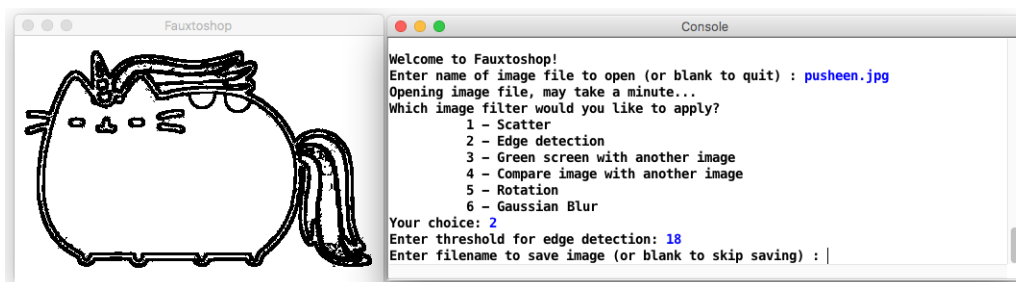 Fauxtoshop
Console
Welcome to Fauxtoshop!
Enter name of image file to open (or blank to quit) : pusheen.jpg
Opening image file, may take a minute...
Which image filter would you like to apply?
1 – Scatter
2 – Edge detection
3 – Green screen with another image
4 – Compare image with another image
5 – Rotation
6 – Gaussian Blur
Your choice: 2
Enter threshold for edge detection: 18
Enter filename to save image (or blank to skip saving) :